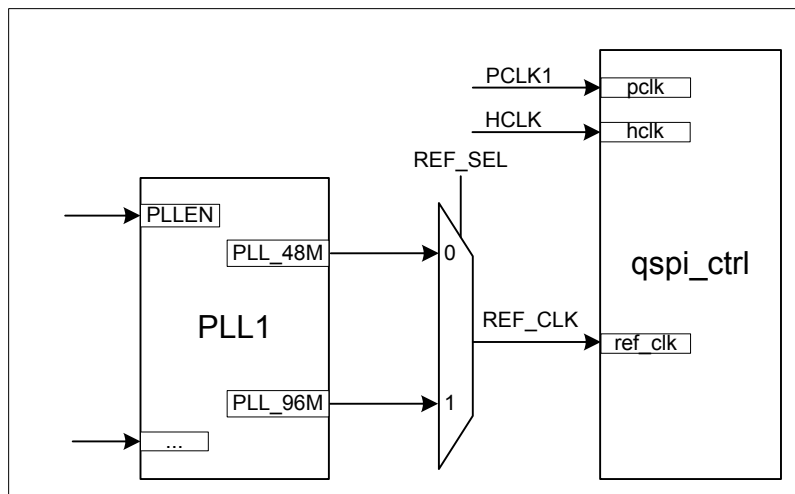 PCLK1
pclk
HCLK
hclk
REF_SEL
PLLEN
PLL_48M
0
qspi_ctrl
PLL1
REF_CLK
ref_clk
PLL_96M
1
...